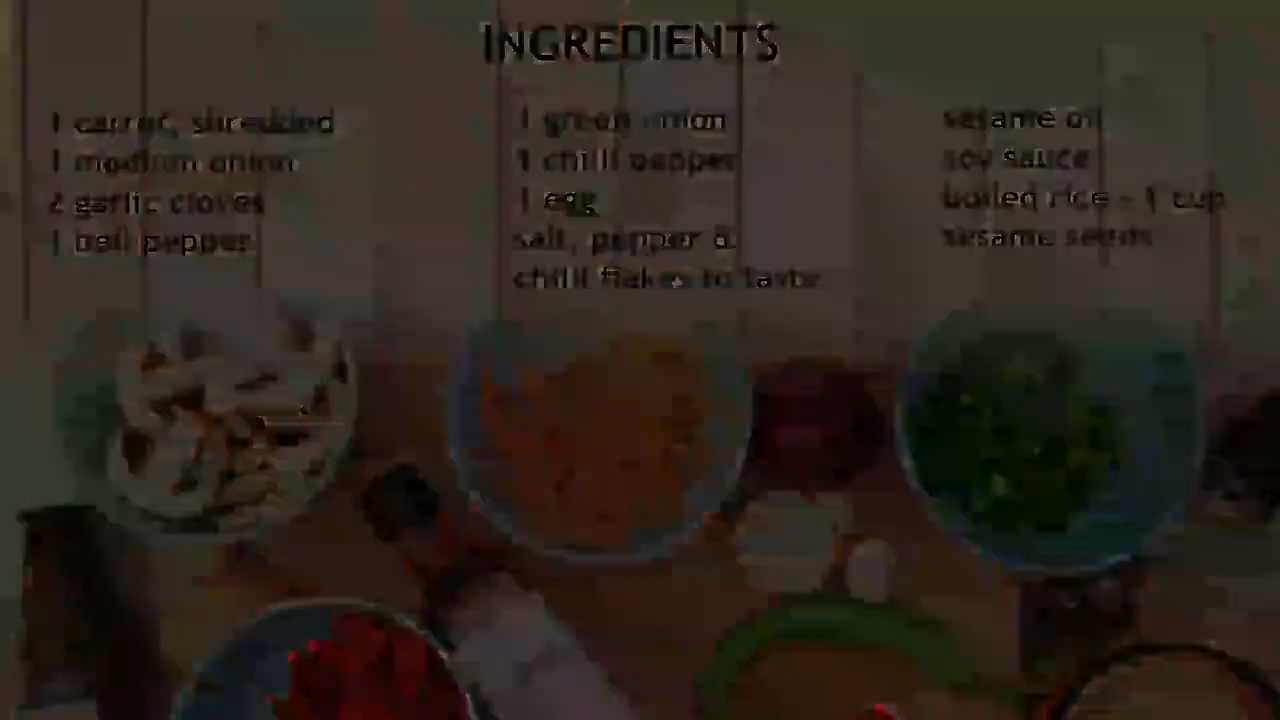 INGREDIENTS
1 carrot, shredded
1 medium onion
2 garlic cloves
1 bell pepper
1 green onion
1 chilli pepper
1 egg
salt, pepper &
chilli flakes to taste
sesame oil
soy sauce
boiled rice - 1 cup
sesame seeds